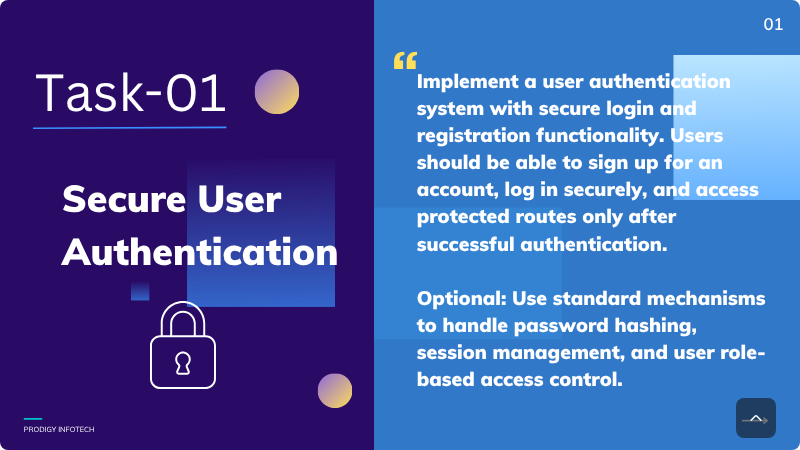 01
Task-01
Secure User
Authentication
PRODIGY INFOTECH
“
Implement a user authentication
system with secure login and
registration functionality. Users
should be able to sign up for an
account, log in securely, and access
protected routes only after
successful authentication.
Optional: Use standard mechanisms
to handle password hashing,
session management, and user role-
based access control.